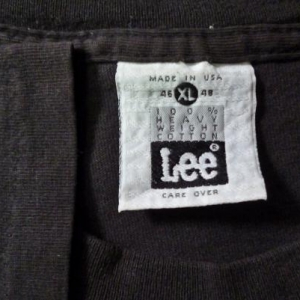 MADE IN USA
46 XL 48
100%
HEAVY
WEIGHT
COTTON
Lee®
CARE OVER